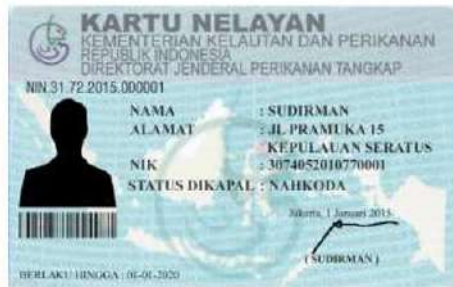 KARTU NELAYAN
KEMENTERIAN KELAUTAN DAN PERIKANAN
REPUBLIK INDONESIA
DIREKTORAT JENDERAL PERIKANAN TANGKAP
NIN.31.72.2015.000001
NAMA : SUDIRMAN
ALAMAT : JL PRAMUKA 15
KEPULAUAN SERATUS
NIK : 3074052010770001
STATUS DIKAPAL : NAHKODA
Jakarta, 1 Januari 2015
( SUDIRMAN )
BERLAKU HINGGA : 01-01-2020